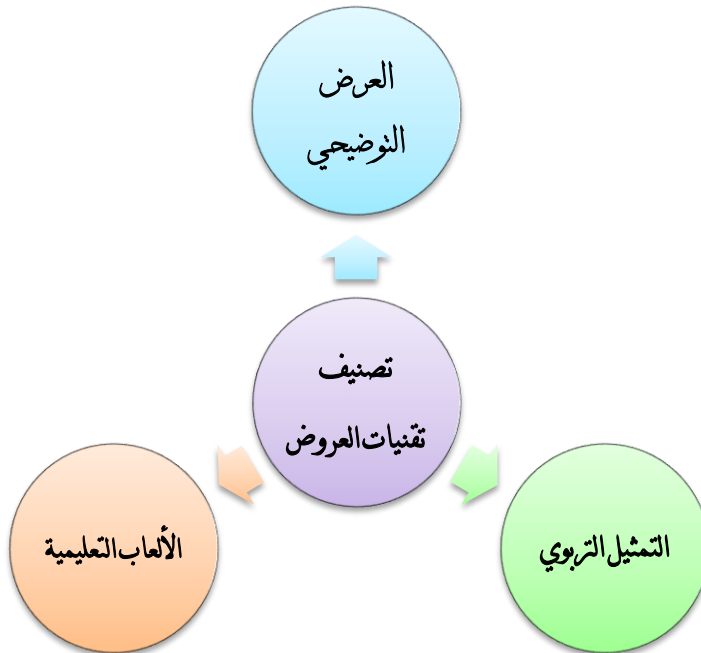 العرض
التوضيحي
تصنيف
تقنيات العروض
التمثيل التربوي
الألعاب التعليمية